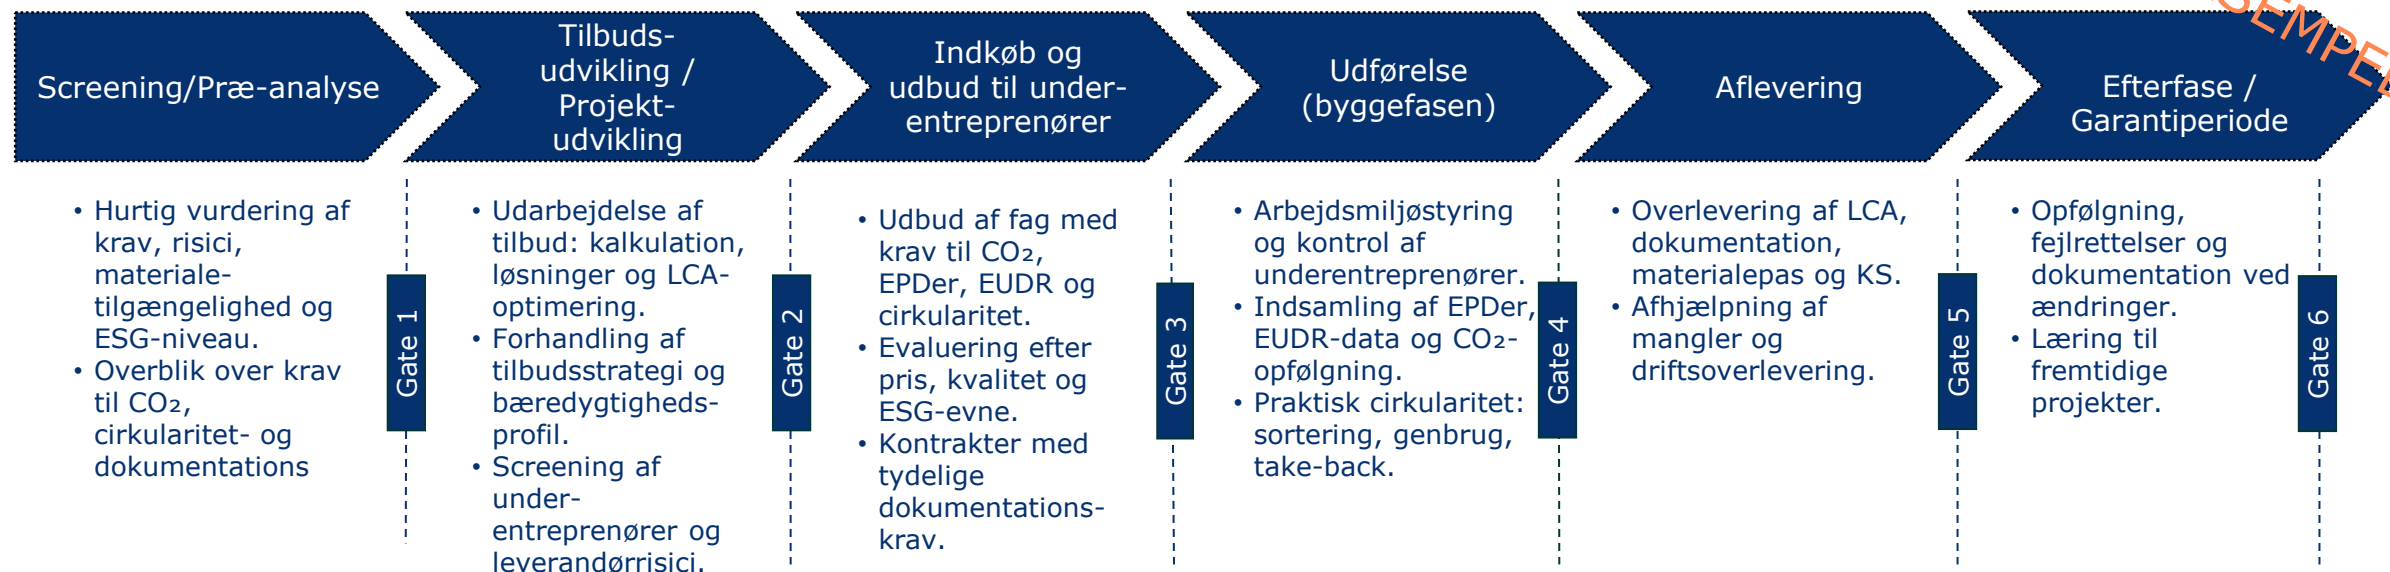 Screening/Præ-analyse
Tilbuds-
udvikling /
Projekt-
udvikling
Indkøb og
udbud til under-
entreprenører
Udførelse
(byggefasen)
Aflevering
Efterfase /
Garantiperiode
• Hurtig vurdering af
krav, risici,
materiale-
tilgængelighed og
ESG-niveau.
• Overblik over krav
til CO₂,
cirkularitet- og
dokumentations
Gate 1
• Udarbejdelse af
tilbud: kalkulation,
løsninger og LCA-
optimering.
• Forhandling af
tilbudsstrategi og
bæredygtigheds-
profil.
• Screening af
under-
entreprenører og
leverandørrisici.
Gate 2
• Udbud af fag med
krav til CO₂,
EPDer, EUDR og
cirkularitet.
• Evaluering efter
pris, kvalitet og
ESG-evne.
• Kontrakter med
tydelige
dokumentations-
krav.
Gate 3
• Arbejdsmiljøstyring
og kontrol af
underentreprenører.
• Indsamling af EPDer,
EUDR-data og CO₂-
opfølgning.
• Praktisk cirkularitet:
sortering, genbrug,
take-back.
Gate 4
• Overlevering af LCA,
dokumentation,
materialepas og KS.
• Afhjælpning af
mangler og
driftsoverlevering.
Gate 5
• Opfølgning,
fejlrettelser og
dokumentation ved
ændringer.
• Læring til
fremtidige
projekter.
Gate 6